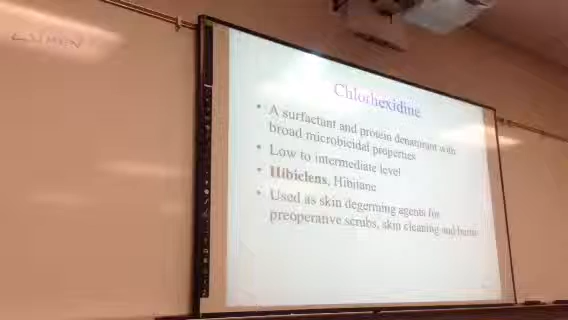 Chlorhexidine
• A surfactant and protein denaturant with
broad microbicidal properties
• Low to intermediate level
• Hibiclens, Hibitane
• Used as skin degerming agents for
preoperative scrubs, skin cleaning and burns